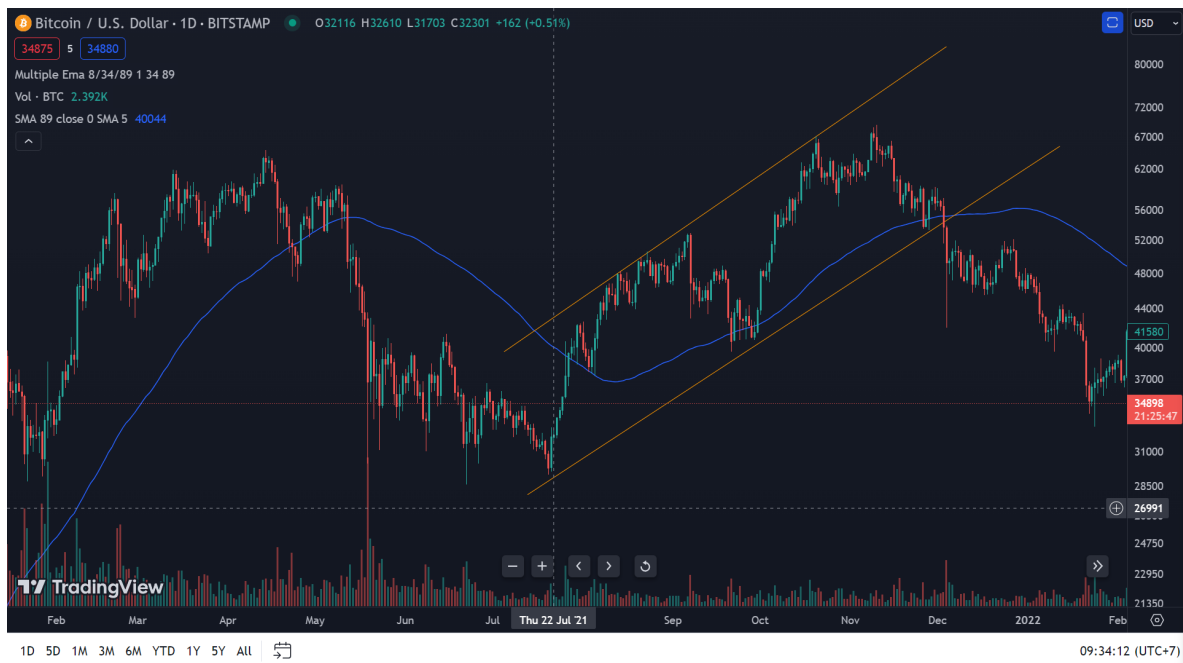 Bitcoin / U.S. Dollar · 1D · BITSTAMP O32116 H32610 L31703 C32301 +162 (+0.51%)
USD
34875 5 34880
Multiple Ema 8/34/89 1 34 89
Vol · BTC 2.392K
SMA 89 close 0 SMA 5 40044
80000
72000
67000
62000
56000
52000
48000
44000
41580
40000
37000
34898
21:25:47
31000
28500
26991
24750
22950
21350
TradingView
Feb Mar Apr May Jun Jul Thu 22 Jul '21 Sep Oct Nov Dec 2022 Feb
1D 5D 1M 3M 6M YTD 1Y 5Y All 09:34:12 (UTC+7)